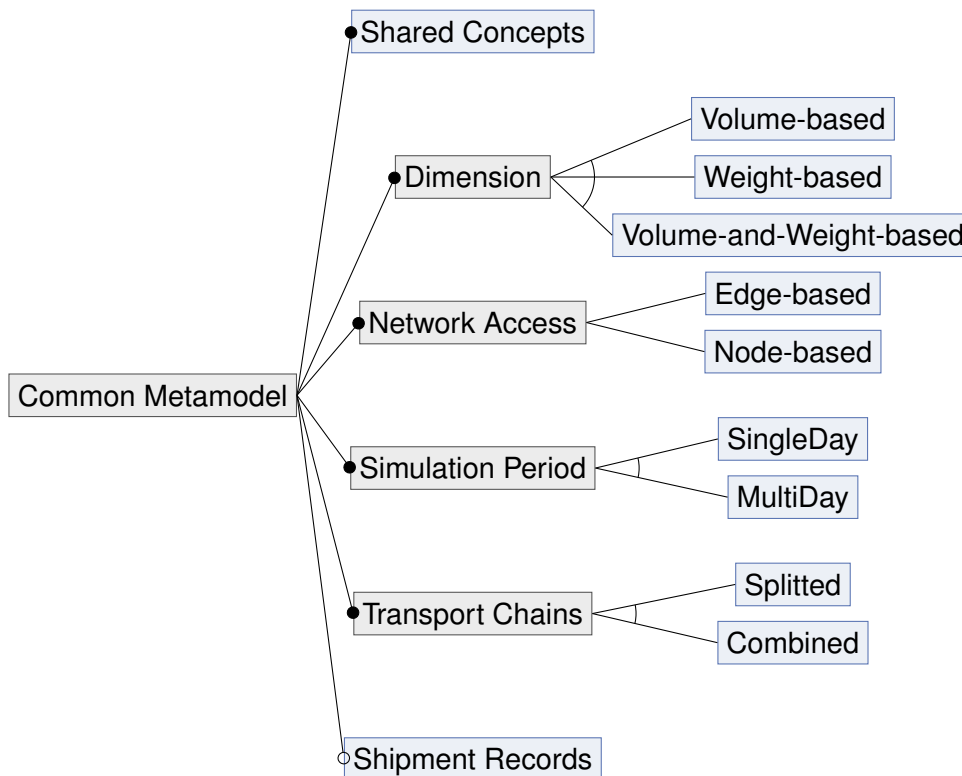 Shared Concepts
Volume-based
Dimension
Weight-based
Volume-and-Weight-based
Edge-based
Network Access
Node-based
Common Metamodel
SingleDay
Simulation Period
MultiDay
Splitted
Transport Chains
Combined
Shipment Records